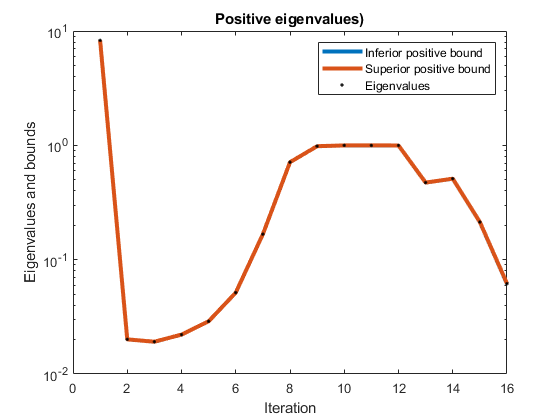 Positive eigenvalues)
Eigenvalues and bounds
10^1
10^0
10^-1
10^-2
Inferior positive bound
Superior positive bound
Eigenvalues
0 2 4 6 8 10 12 14 16
Iteration